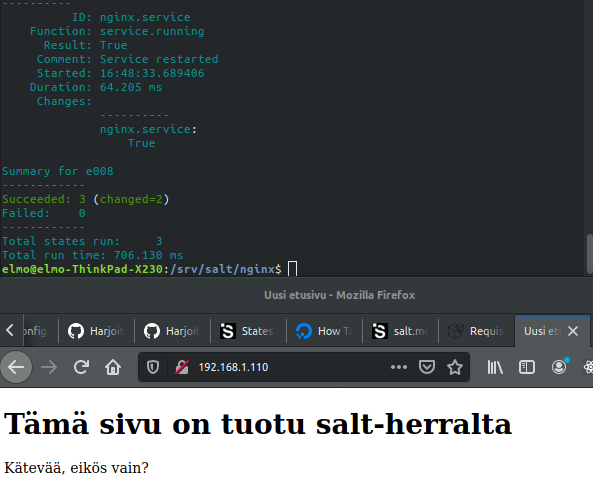 ----------
ID: nginx.service
Function: service.running
Result: True
Comment: Service restarted
Started: 16:48:33.689406
Duration: 64.205 ms
Changes:
----------
nginx.service:
True
Summary for e008
------------
Succeeded: 3 (changed=2)
Failed: 0
------------
Total states run: 3
Total run time: 706.130 ms
elmo@elmo-ThinkPad-X230:/srv/salt/nginx$
Uusi etusivu - Mozilla Firefox
onfig Harjoit Harjoit States How T salt.mo Requis Uusi et
192.168.1.110
Tämä sivu on tuotu salt-herralta
Kätevää, eikös vain?